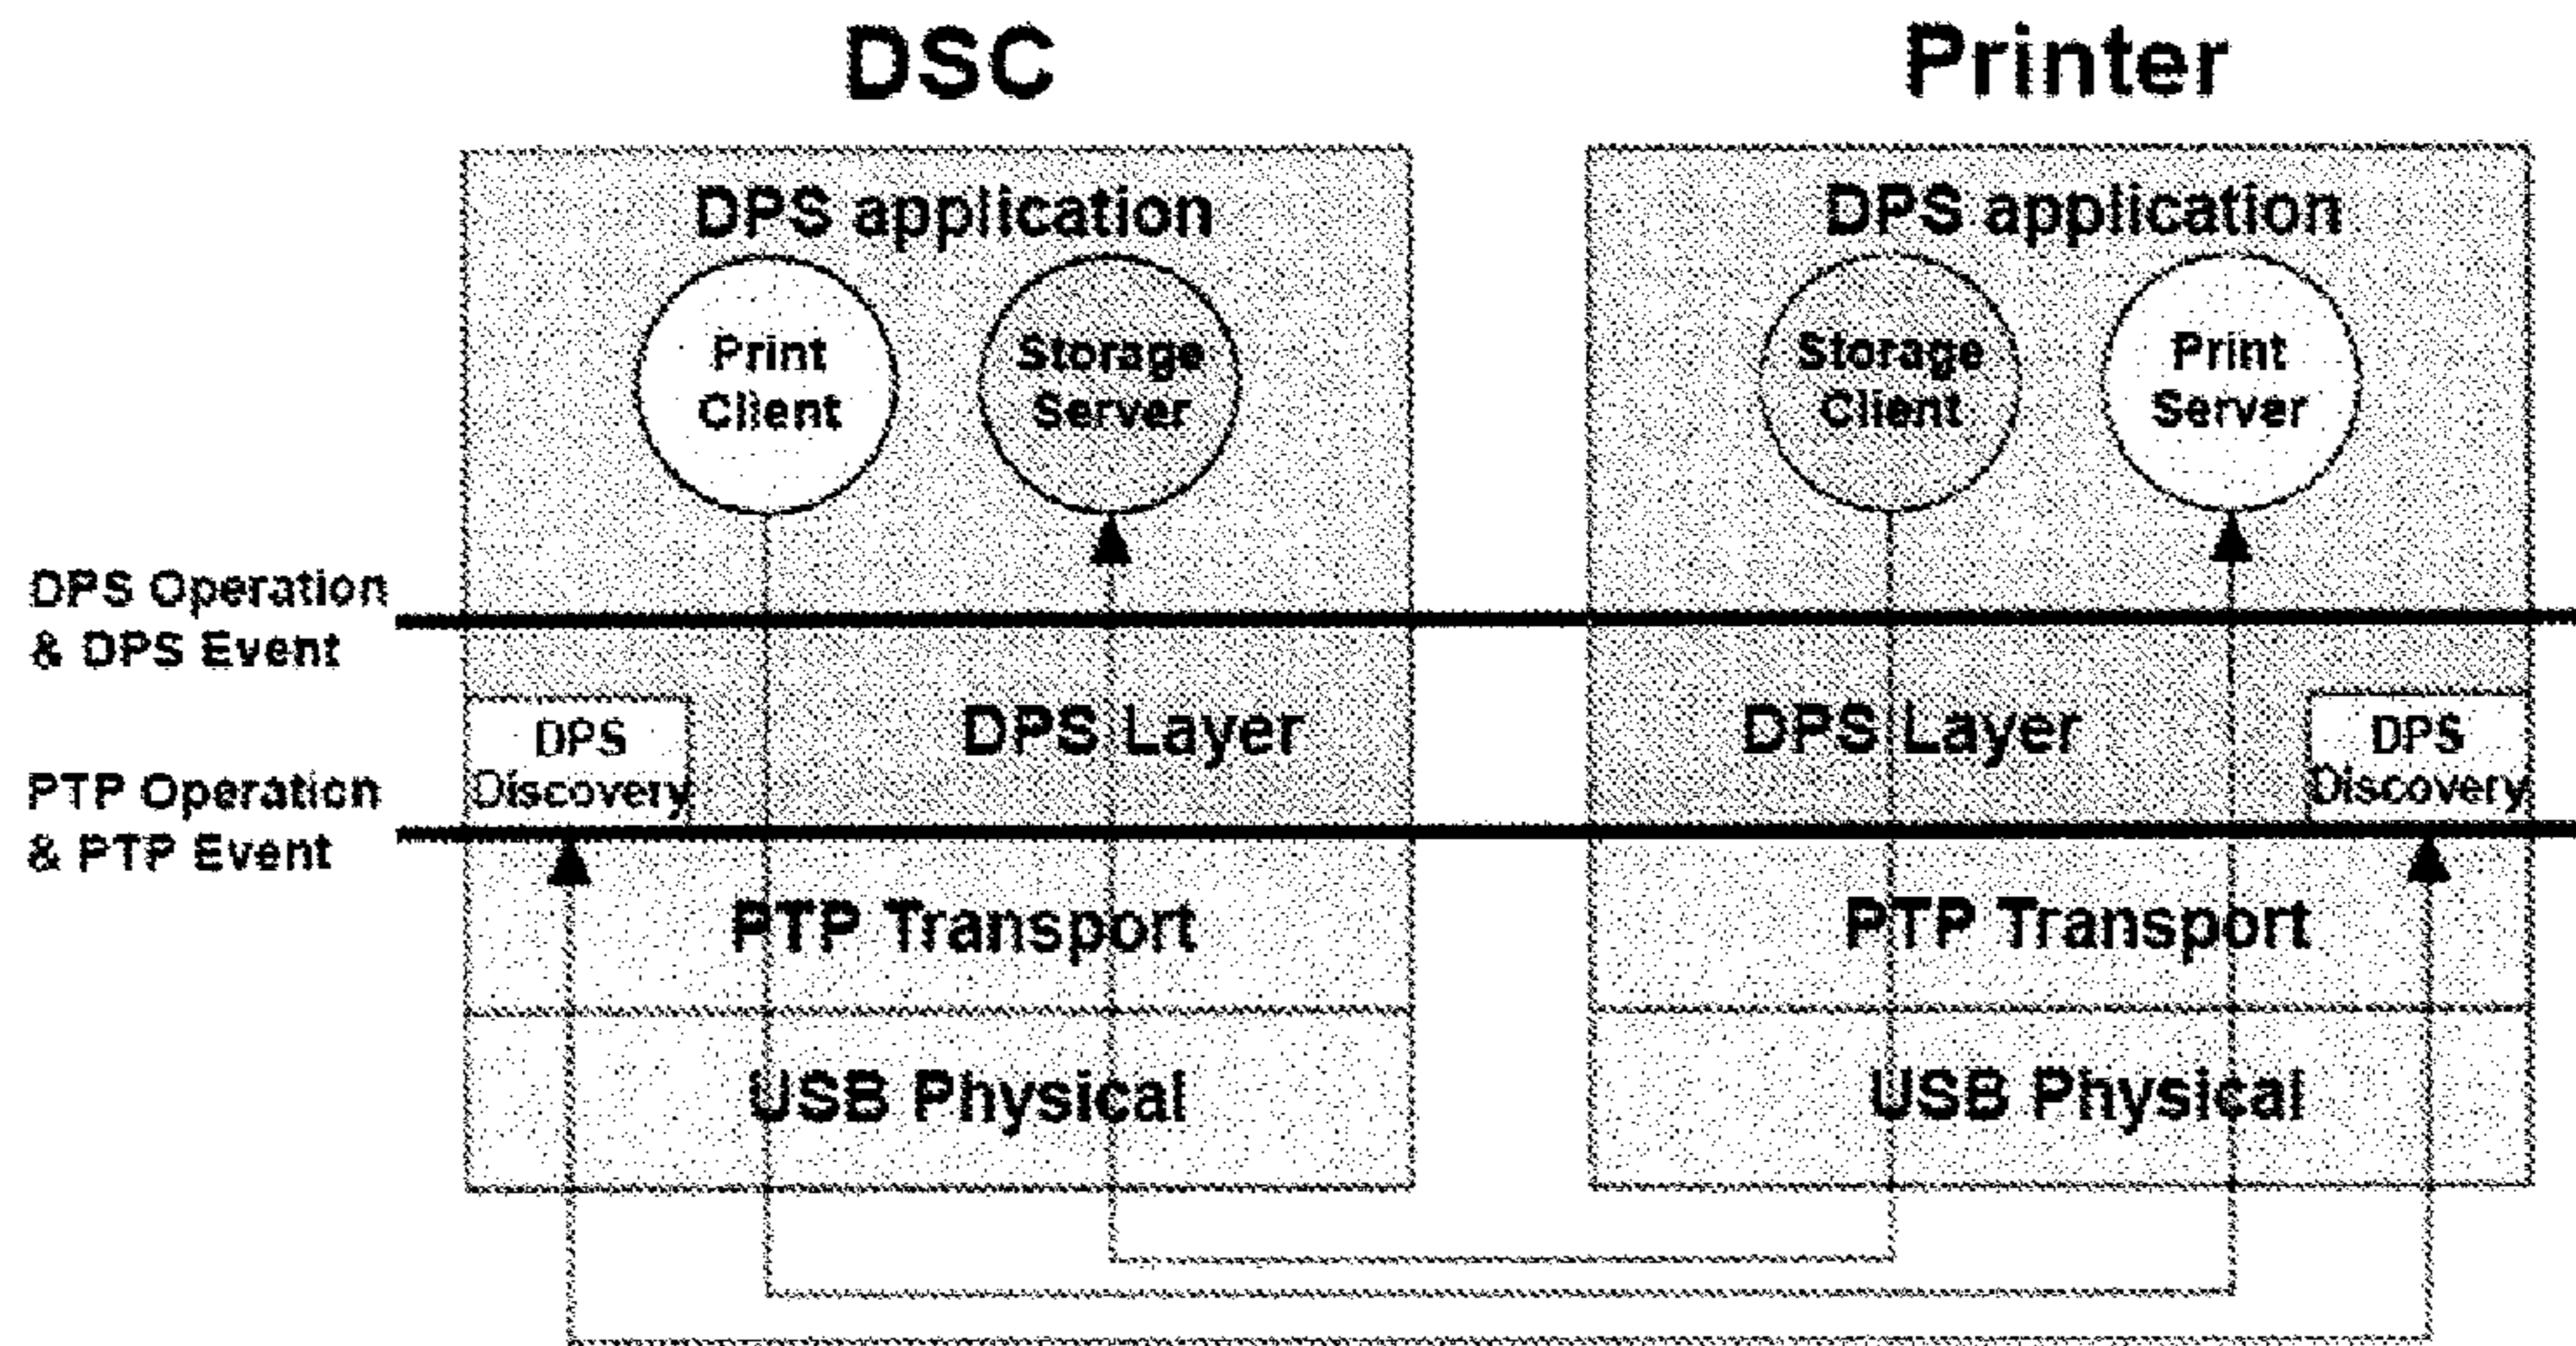 DSC
Printer
DPS application
DPS application
Print
Client
Storage
Server
Storage
Client
Print
Server
DPS Operation
& DPS Event
DPS
Discovery
DPS Layer
DPS Layer
DPS
Discovery
PTP Operation
& PTP Event
PTP Transport
PTP Transport
USB Physical
USB Physical